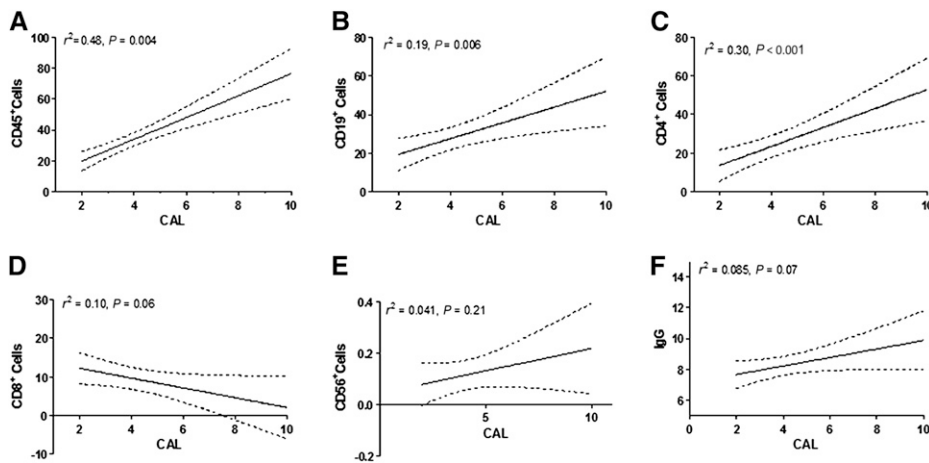 A
r²=0.48, P = 0.004
100
80
60
40
20
0
CD45⁺Cells
2 4 6 8 10
CAL
B
r² = 0.19, P = 0.006
80
60
40
20
0
CD19⁺ Cells
2 4 6 8 10
CAL
C
r² = 0.30, P < 0.001
80
60
40
20
0
CD4⁺ Cells
2 4 6 8 10
CAL
D
r² = 0.10, P = 0.06
30
20
10
0
-10
CD8⁺ Cells
2 4 6 8 10
CAL
E
r² = 0.041, P = 0.21
0.4
0.2
0.0
-0.2
CD56⁺Cells
5 10
CAL
F
r² = 0.085, P = 0.07
14
12
10
8
6
IgG
0 2 4 6 8 10
CAL